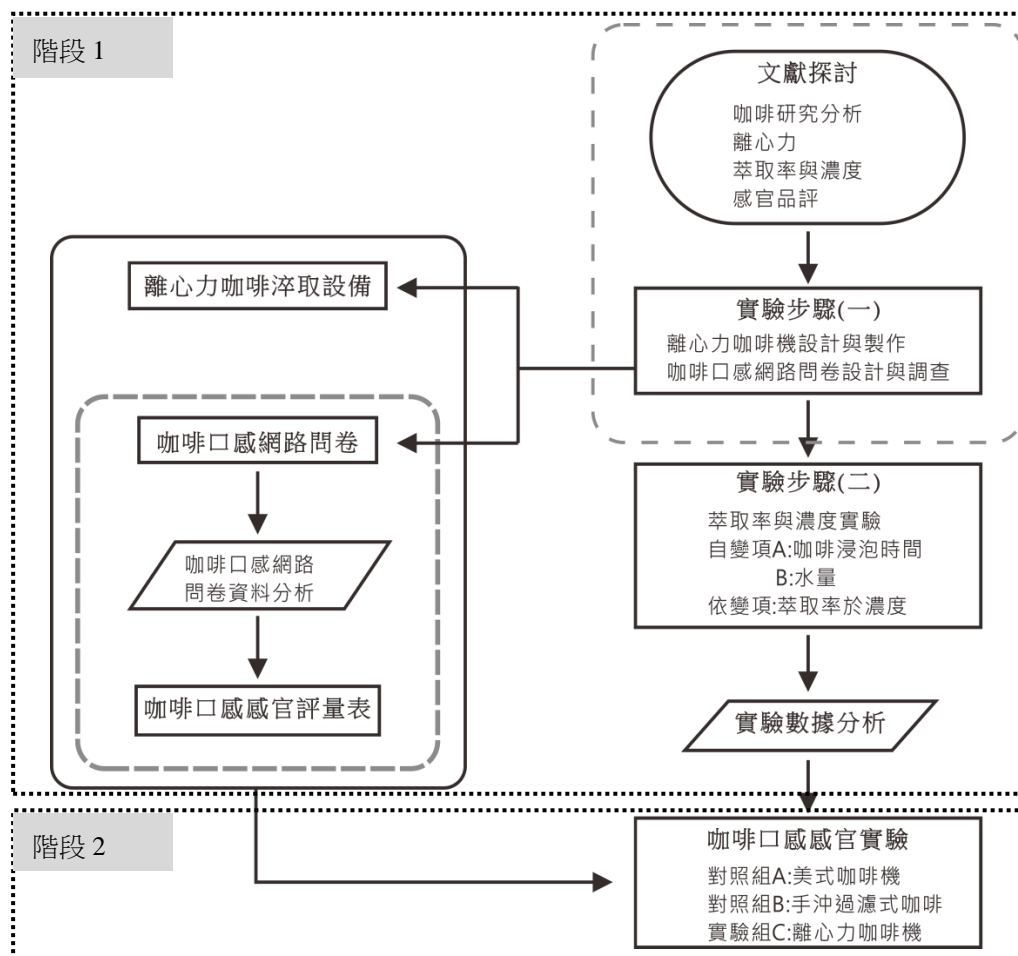 階段 1
文獻探討
咖啡研究分析
離心力
萃取率與濃度
感官品評
實驗步驟(一)
離心力咖啡機設計與製作
咖啡口感網路問卷設計與調查
離心力咖啡淬取設備
咖啡口感網路問卷
咖啡口感網路
問卷資料分析
咖啡口感感官評量表
實驗步驟(二)
萃取率與濃度實驗
自變項A:咖啡浸泡時間
B:水量
依變項:萃取率於濃度
實驗數據分析
階段 2
咖啡口感感官實驗
對照組A:美式咖啡機
對照組B:手沖過濾式咖啡
實驗組C:離心力咖啡機